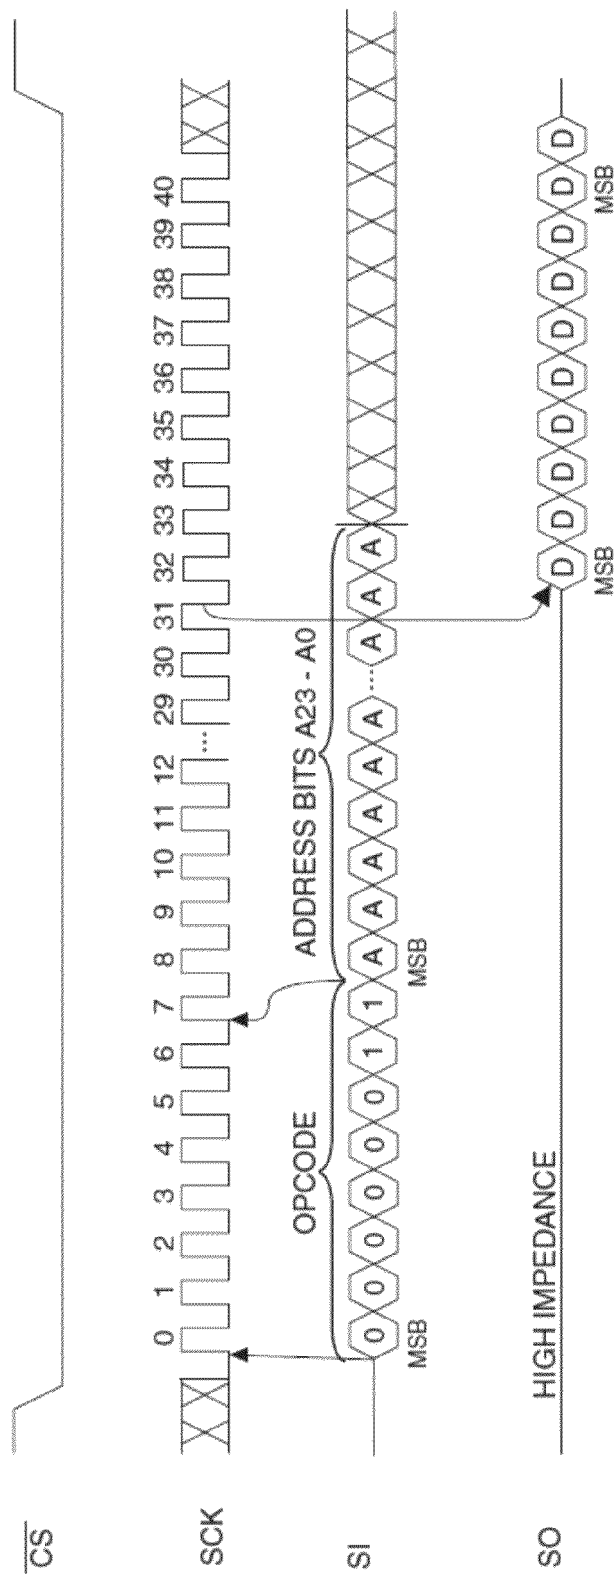 CS
SCK
0 1 2 3 4 5 6 7 8 9 10 11 12 ... 29 30 31 32 33 34 35 36 37 38 39 40
OPCODE
ADDRESS BITS A23 - A0
SI
0 0 0 0 0 0 1 1 A A A A A A ..... A A A
MSB
MSB
HIGH IMPEDANCE
SO
D D D D D D D D D D
MSB
MSB